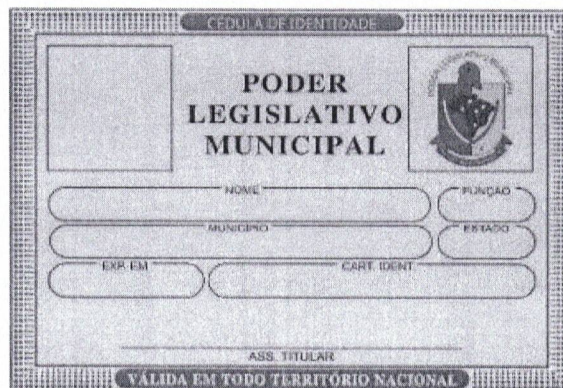 CÉDULA DE IDENTIDADE
PODER
LEGISLATIVO
MUNICIPAL
NOME
FUNÇÃO
MUNICÍPIO
ESTADO
EXP. EM
CART. IDENT.
ASS. TITULAR
VÁLIDA EM TODO TERRITÓRIO NACIONAL